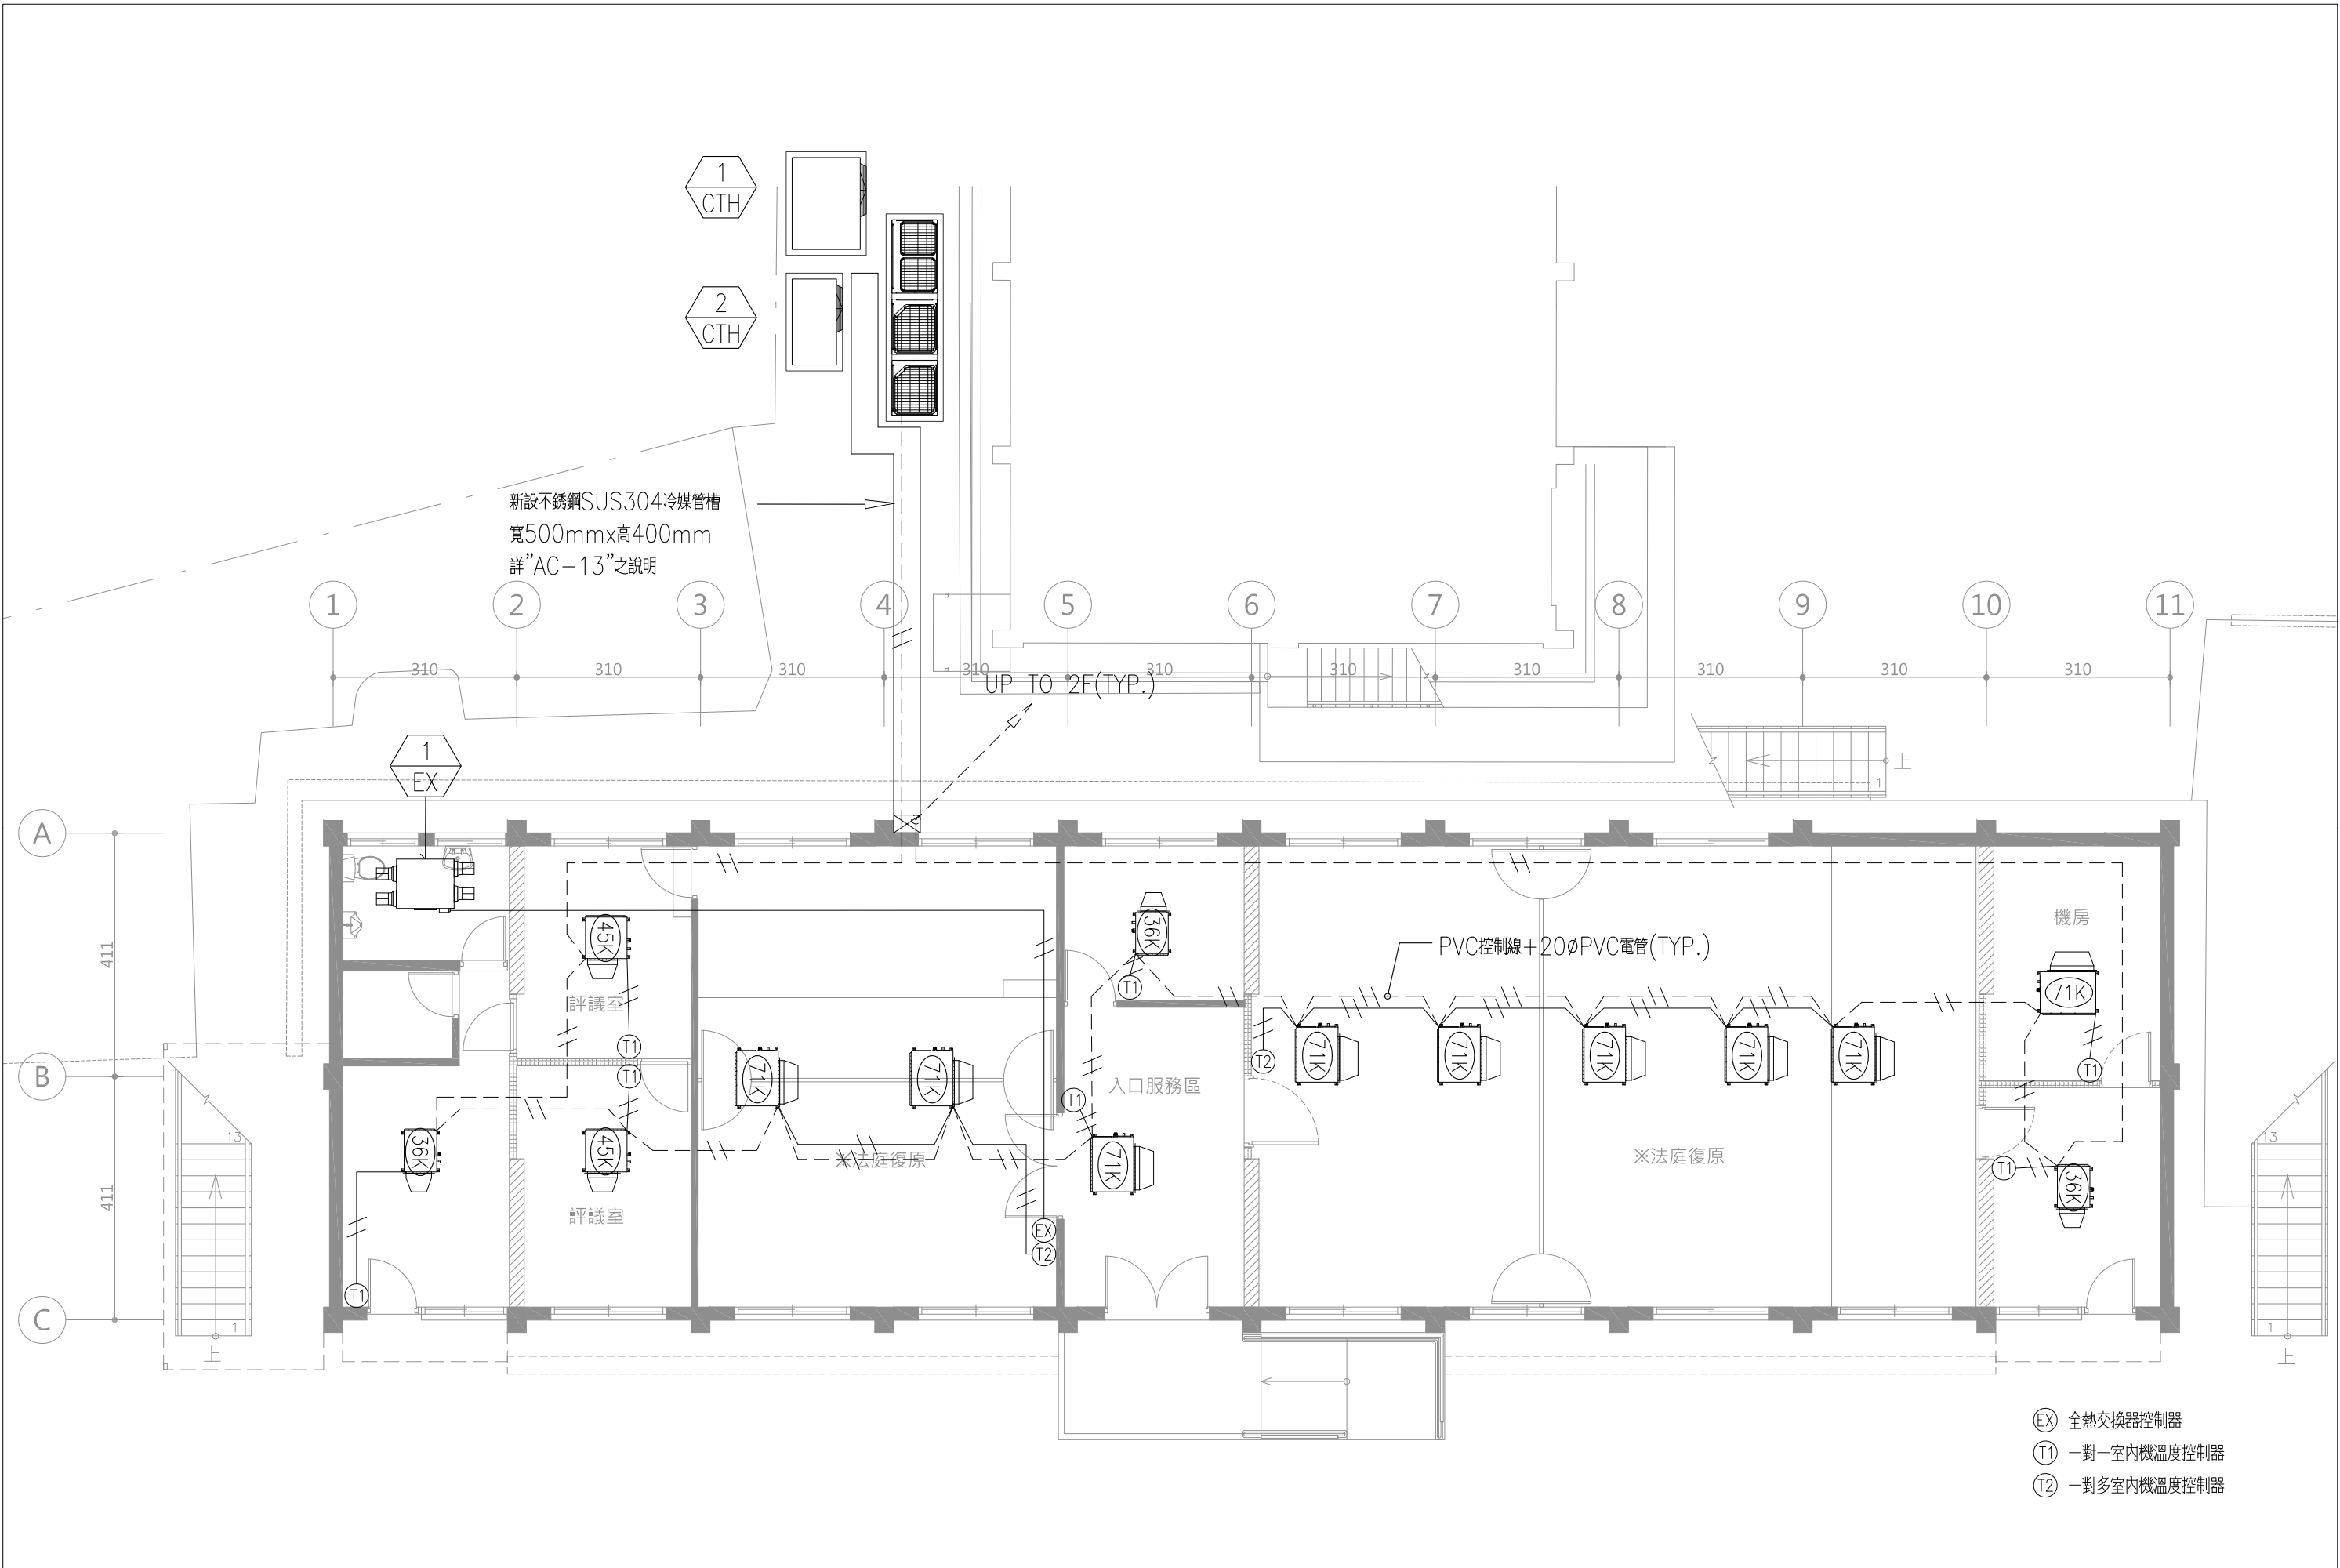 1
CTH
2
CTH
新設不銹鋼SUS304冷媒管槽
寬500mmx高400mm
詳"AC-13"之說明
1 2 3 4 5 6 7 8 9 10 11
310 310 310 310 310 310 310 310 310 310
UP TO 2F(TYP.)
1
EX
上
1
A
B
C
411
411
45K
評議室
T1
T1
45K
評議室
36K
T1
71K
71K
※法庭復原
EX
T2
36K
T1
入口服務區
T1
71K
PVC控制線+20ØPVC電管(TYP.)
T2
71K
71K
71K
71K
71K
※法庭復原
機房
71K
T1
T1
36K
13
1
上
13
1
上
EX 全熱交換器控制器
T1 一對一室內機溫度控制器
T2 一對多室內機溫度控制器